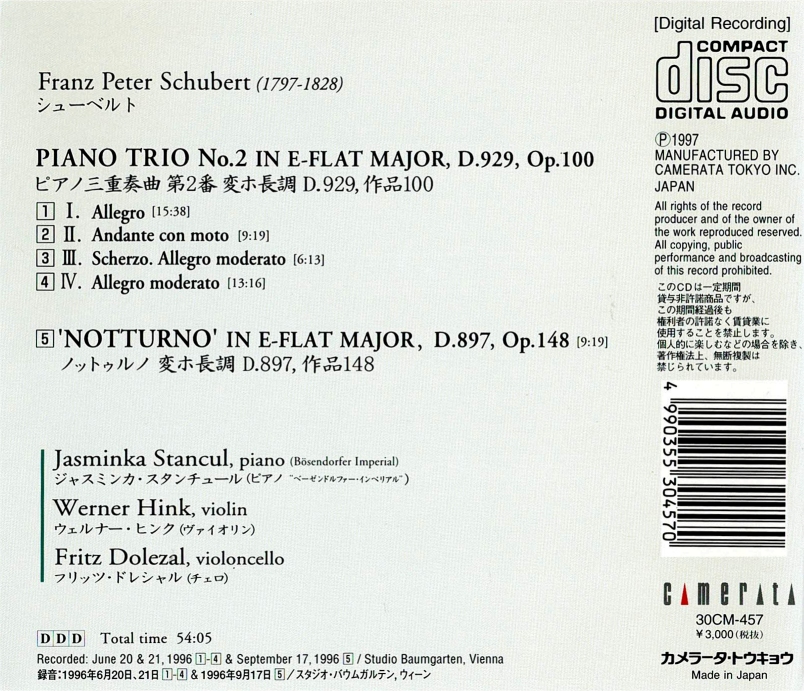 Franz Peter Schubert (1797-1828)
シューベルト
PIANO TRIO No.2 IN E-FLAT MAJOR, D.929, Op.100
ピアノ三重奏曲 第2番 変ホ長調 D.929, 作品100
1 I. Allegro [15:38]
2 II. Andante con moto [9:19]
3 III. Scherzo. Allegro moderato [6:13]
4 IV. Allegro moderato [13:16]
5 'NOTTURNO' IN E-FLAT MAJOR, D.897, Op.148 [9:19]
ノットゥルノ 変ホ長調 D.897, 作品148
Jasminka Stancul, piano (Bösendorfer Imperial)
ジャスミンカ・スタンチュール (ピアノ “ベーゼンドルファー・インペリアル”)
Werner Hink, violin
ウェルナー・ヒンク (ヴァイオリン)
Fritz Dolezal, violoncello
フリッツ・ドレシャル (チェロ)
DDD Total time 54:05
Recorded: June 20 & 21, 1996 1-4 & September 17, 1996 5 / Studio Baumgarten, Vienna
録音：1996年6月20日、21日 1-4 & 1996年9月17日 5 / スタジオ・バウムガルテン, ウィーン
[Digital Recording]
COMPACT
disc
DIGITAL AUDIO
℗1997
MANUFACTURED BY
CAMERATA TOKYO INC.
JAPAN
All rights of the record
producer and of the owner of
the work reproduced reserved.
All copying, public
performance and broadcasting
of this record prohibited.
このCDは一定期間
貸与非許諾商品ですが、
この期間経過後も
権利者の許諾なく賃貸業に
使用することを禁止します。
個人的に楽しむなどの場合を除き、
著作権法上、無断複製は
禁じられています。
4 990355 304570
camerata
30CM-457
¥3,000(税抜)
カメラータ・トウキョウ
Made in Japan